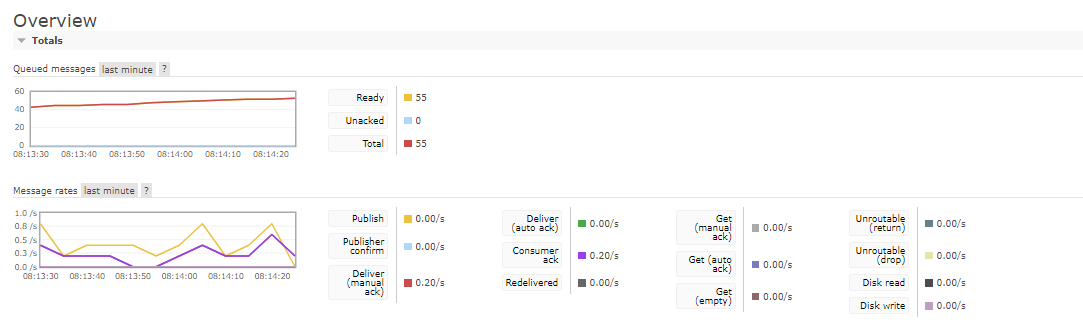 Overview
Totals
Queued messages last minute ?
60
40
20
0
08:13:30 08:13:40 08:13:50 08:14:00 08:14:10 08:14:20
Ready 55
Unacked 0
Total 55
Message rates last minute ?
1.0 /s
0.8 /s
0.5 /s
0.3 /s
0.0 /s
08:13:30 08:13:40 08:13:50 08:14:00 08:14:10 08:14:20
Publish 0.00/s
Publisher
confirm 0.00/s
Deliver
(manual
ack) 0.20/s
Deliver
(auto ack) 0.00/s
Consumer
ack 0.20/s
Redelivered 0.00/s
Get
(manual
ack) 0.00/s
Get (auto
ack) 0.00/s
Get
(empty) 0.00/s
Unroutable
(return) 0.00/s
Unroutable
(drop) 0.00/s
Disk read 0.00/s
Disk write 0.00/s